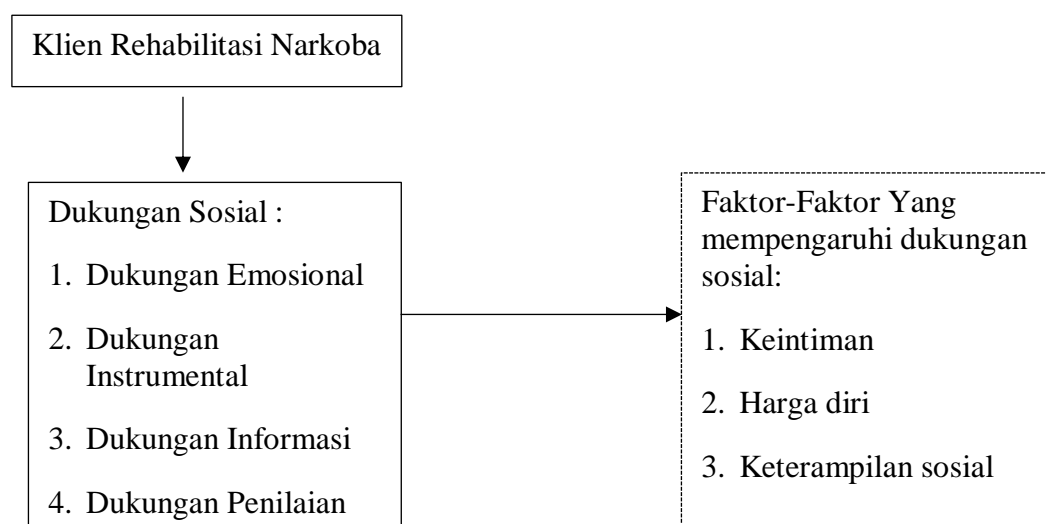 Klien Rehabilitasi Narkoba
Dukungan Sosial :
1. Dukungan Emosional
2. Dukungan
Instrumental
3. Dukungan Informasi
4. Dukungan Penilaian
Faktor-Faktor Yang
mempengaruhi dukungan
sosial:
1. Keintiman
2. Harga diri
3. Keterampilan sosial